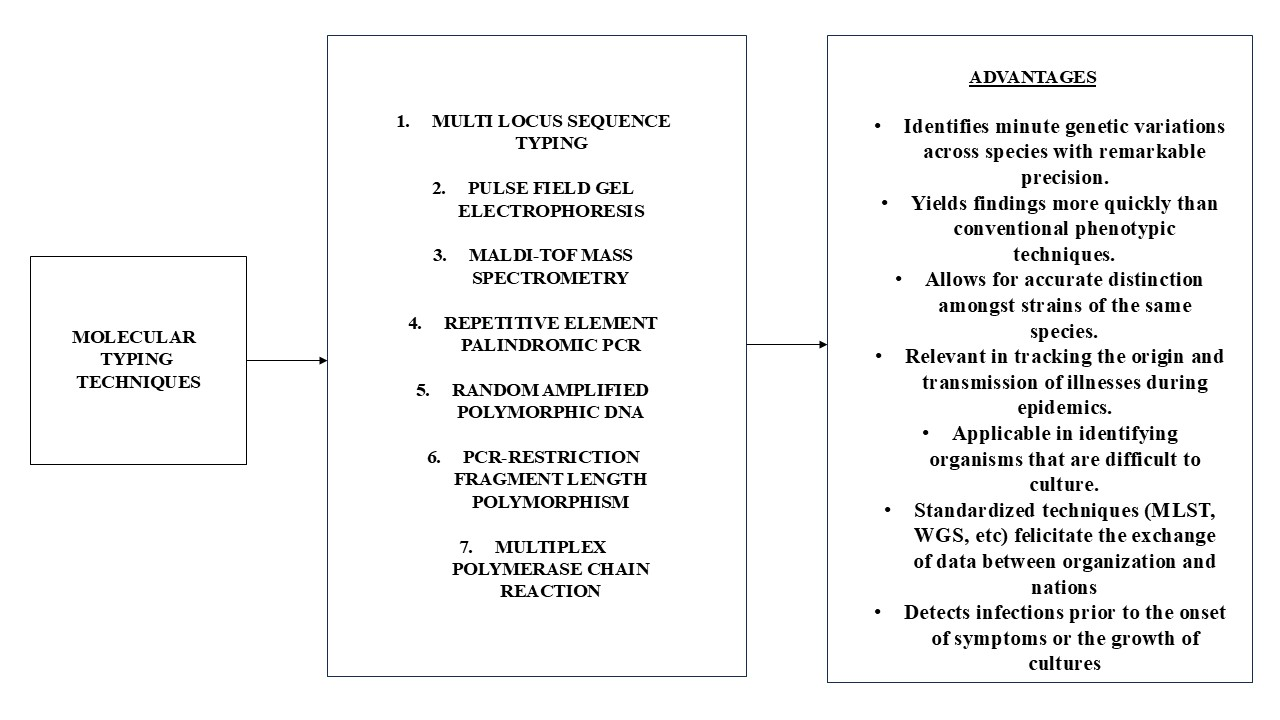 MOLECULAR
TYPING
TECHNIQUES
1. MULTI LOCUS SEQUENCE
TYPING
2. PULSE FIELD GEL
ELECTROPHORESIS
3. MALDI-TOF MASS
SPECTROMETRY
4. REPETITIVE ELEMENT
PALINDROMIC PCR
5. RANDOM AMPLIFIED
POLYMORPHIC DNA
6. PCR-RESTRICTION
FRAGMENT LENGTH
POLYMORPHISM
7. MULTIPLEX
POLYMERASE CHAIN
REACTION
ADVANTAGES
• Identifies minute genetic variations
across species with remarkable
precision.
• Yields findings more quickly than
conventional phenotypic
techniques.
• Allows for accurate distinction
amongst strains of the same
species.
• Relevant in tracking the origin and
transmission of illnesses during
epidemics.
• Applicable in identifying
organisms that are difficult to
culture.
• Standardized techniques (MLST,
WGS, etc) felicitate the exchange
of data between organization and
nations
• Detects infections prior to the onset
of symptoms or the growth of
cultures